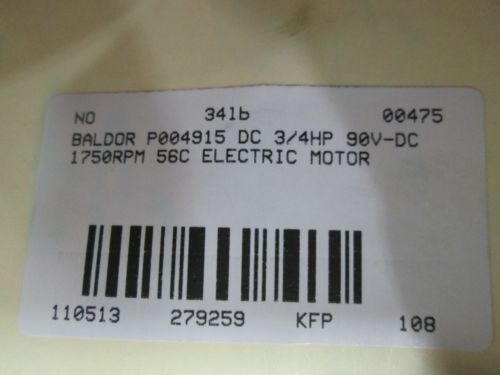 NO 34lb 00475
BALDOR P004915 DC 3/4HP 90V-DC
1750RPM 56C ELECTRIC MOTOR
110513 279259 KFP 108